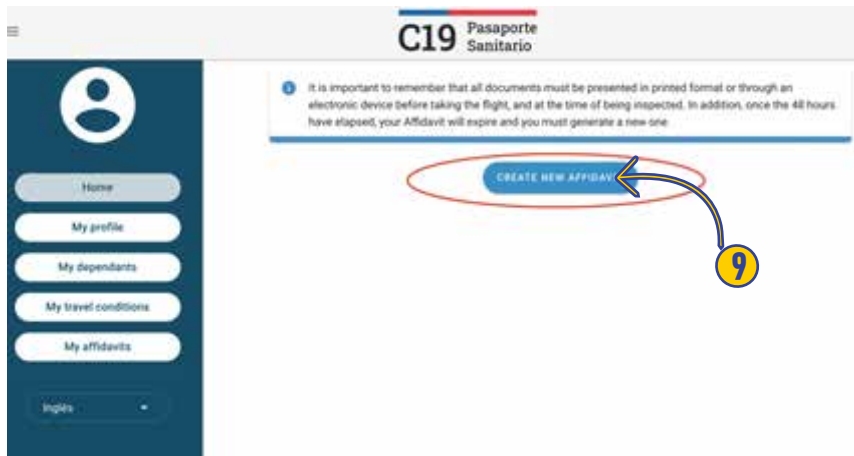 C19 Pasaporte
Sanitario
It is important to remember that all documents must be presented in printed format or through an
electronic device before taking the flight, and at the time of being inspected. In addition, once the 48 hours
have elapsed, your Affidavit will expire and you must generate a new one
CREATE NEW AFFIDAVI
9
Home
My profile
My dependants
My travel conditions
My affidavits
Inglés